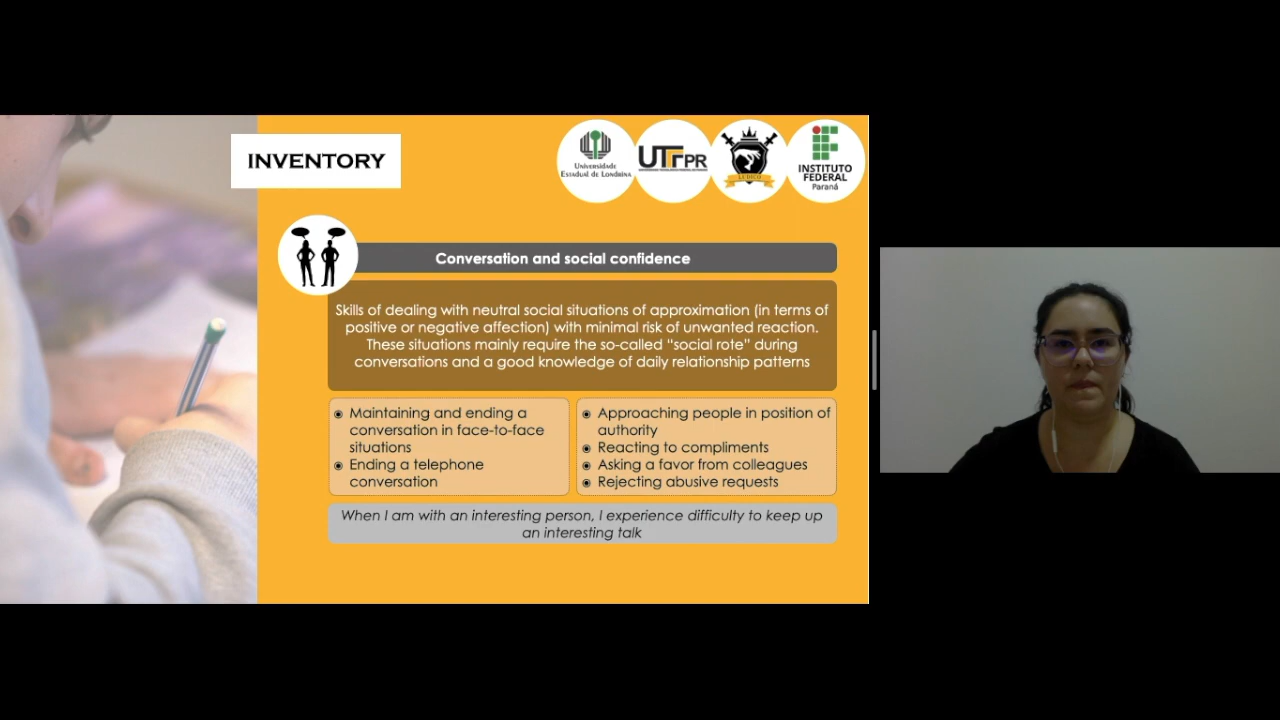 INVENTORY
Universidade
Estadual de Londrina
UTFPR
LUDICO
INSTITUTO
FEDERAL
Paraná
Conversation and social confidence
Skills of dealing with neutral social situations of approximation (in terms of
positive or negative affection) with minimal risk of unwanted reaction.
These situations mainly require the so-called "social rote" during
conversations and a good knowledge of daily relationship patterns
Maintaining and ending a
conversation in face-to-face
situations
Ending a telephone
conversation
Approaching people in position of
authority
Reacting to compliments
Asking a favor from colleagues
Rejecting abusive requests
When I am with an interesting person, I experience difficulty to keep up
an interesting talk